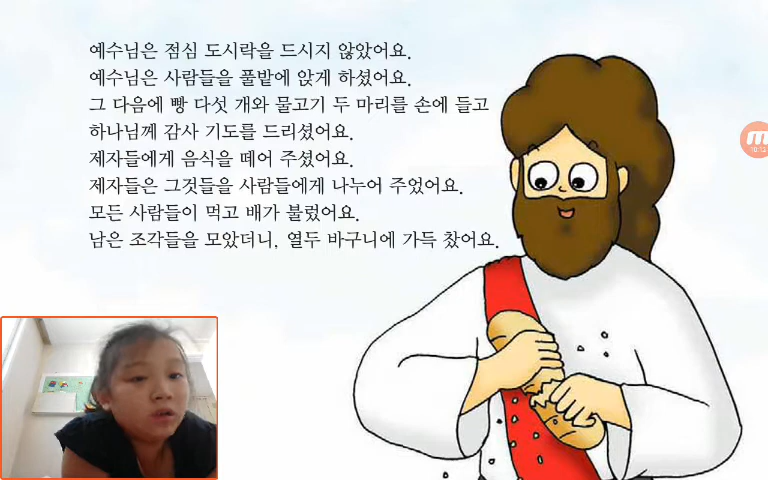 예수님은 점심 도시락을 드시지 않았어요.
예수님은 사람들을 풀밭에 앉게 하셨어요.
그 다음에 빵 다섯 개와 물고기 두 마리를 손에 들고
하나님께 감사 기도를 드리셨어요.
제자들에게 음식을 떼어 주셨어요.
제자들은 그것들을 사람들에게 나누어 주었어요.
모든 사람들이 먹고 배가 불렀어요.
남은 조각들을 모았더니, 열두 바구니에 가득 찼어요.